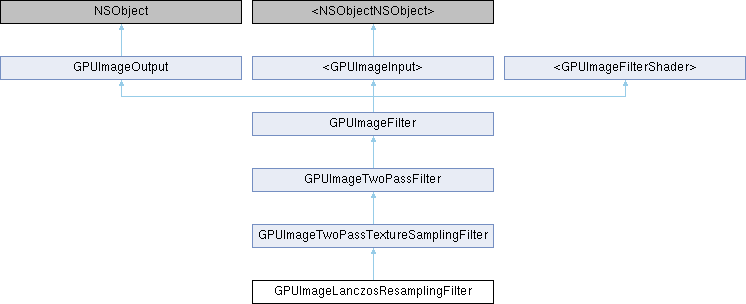 NSObject
<NSObjectNSObject>
GPUImageOutput
<GPUImageInput>
<GPUImageFilterShader>
GPUImageFilter
GPUImageTwoPassFilter
GPUImageTwoPassTextureSamplingFilter
GPUImageLanczosResamplingFilter